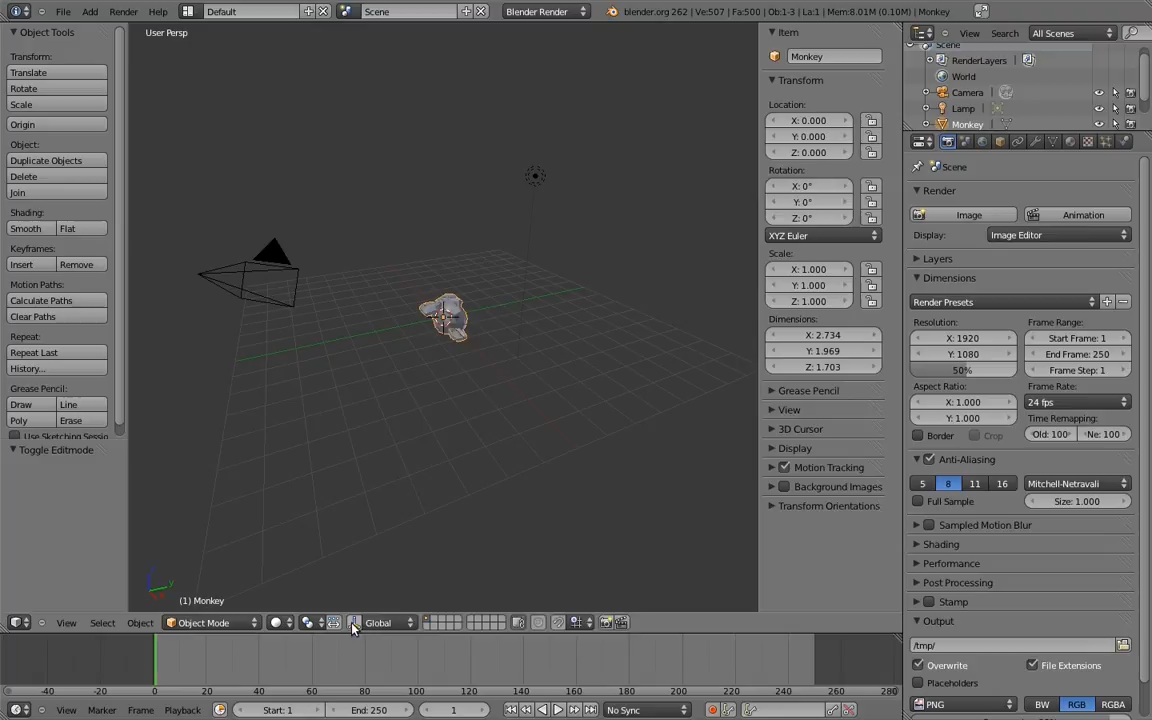 File Add Render Help Default Scene Blender Render blender.org 262 | Ve:507 | Fa:500 | Ob:1-3 | La:1 | Mem:8.01M (0.10M) | Monkey
Object Tools
Transform:
Translate
Rotate
Scale
Origin
Object:
Duplicate Objects
Delete
Join
Shading:
Smooth Flat
Keyframes:
Insert Remove
Motion Paths:
Calculate Paths
Clear Paths
Repeat:
Repeat Last
History...
Grease Pencil:
Draw Line
Poly Erase
Use Sketching Sessio
Toggle Editmode
User Persp
(1) Monkey
Item
Monkey
Transform
Location:
X: 0.000
Y: 0.000
Z: 0.000
Rotation:
X: 0°
Y: 0°
Z: 0°
XYZ Euler
Scale:
X: 1.000
Y: 1.000
Z: 1.000
Dimensions:
X: 2.734
Y: 1.969
Z: 1.703
Grease Pencil
View
3D Cursor
Display
Motion Tracking
Background Images
Transform Orientations
View Search All Scenes
Scene
RenderLayers
World
Camera
Lamp
Monkey
Scene
Render
Image Animation
Display: Image Editor
Layers
Dimensions
Render Presets
Resolution: Frame Range:
X: 1920 Start Frame: 1
Y: 1080 End Frame: 250
50% Frame Step: 1
Aspect Ratio: Frame Rate:
X: 1.000 24 fps
Y: 1.000 Time Remapping:
Border Crop Old: 100 Ne: 100
Anti-Aliasing
5 8 11 16 Mitchell-Netravali
Full Sample Size: 1.000
Sampled Motion Blur
Shading
Performance
Post Processing
Stamp
Output
/tmp/
Overwrite File Extensions
Placeholders
PNG BW RGB RGBA
View Select Object Object Mode Global
-40 -20 0 20 40 60 80 100 120 140 160 180 200 220 240 260 280
View Marker Frame Playback Start: 1 End: 250 1 No Sync